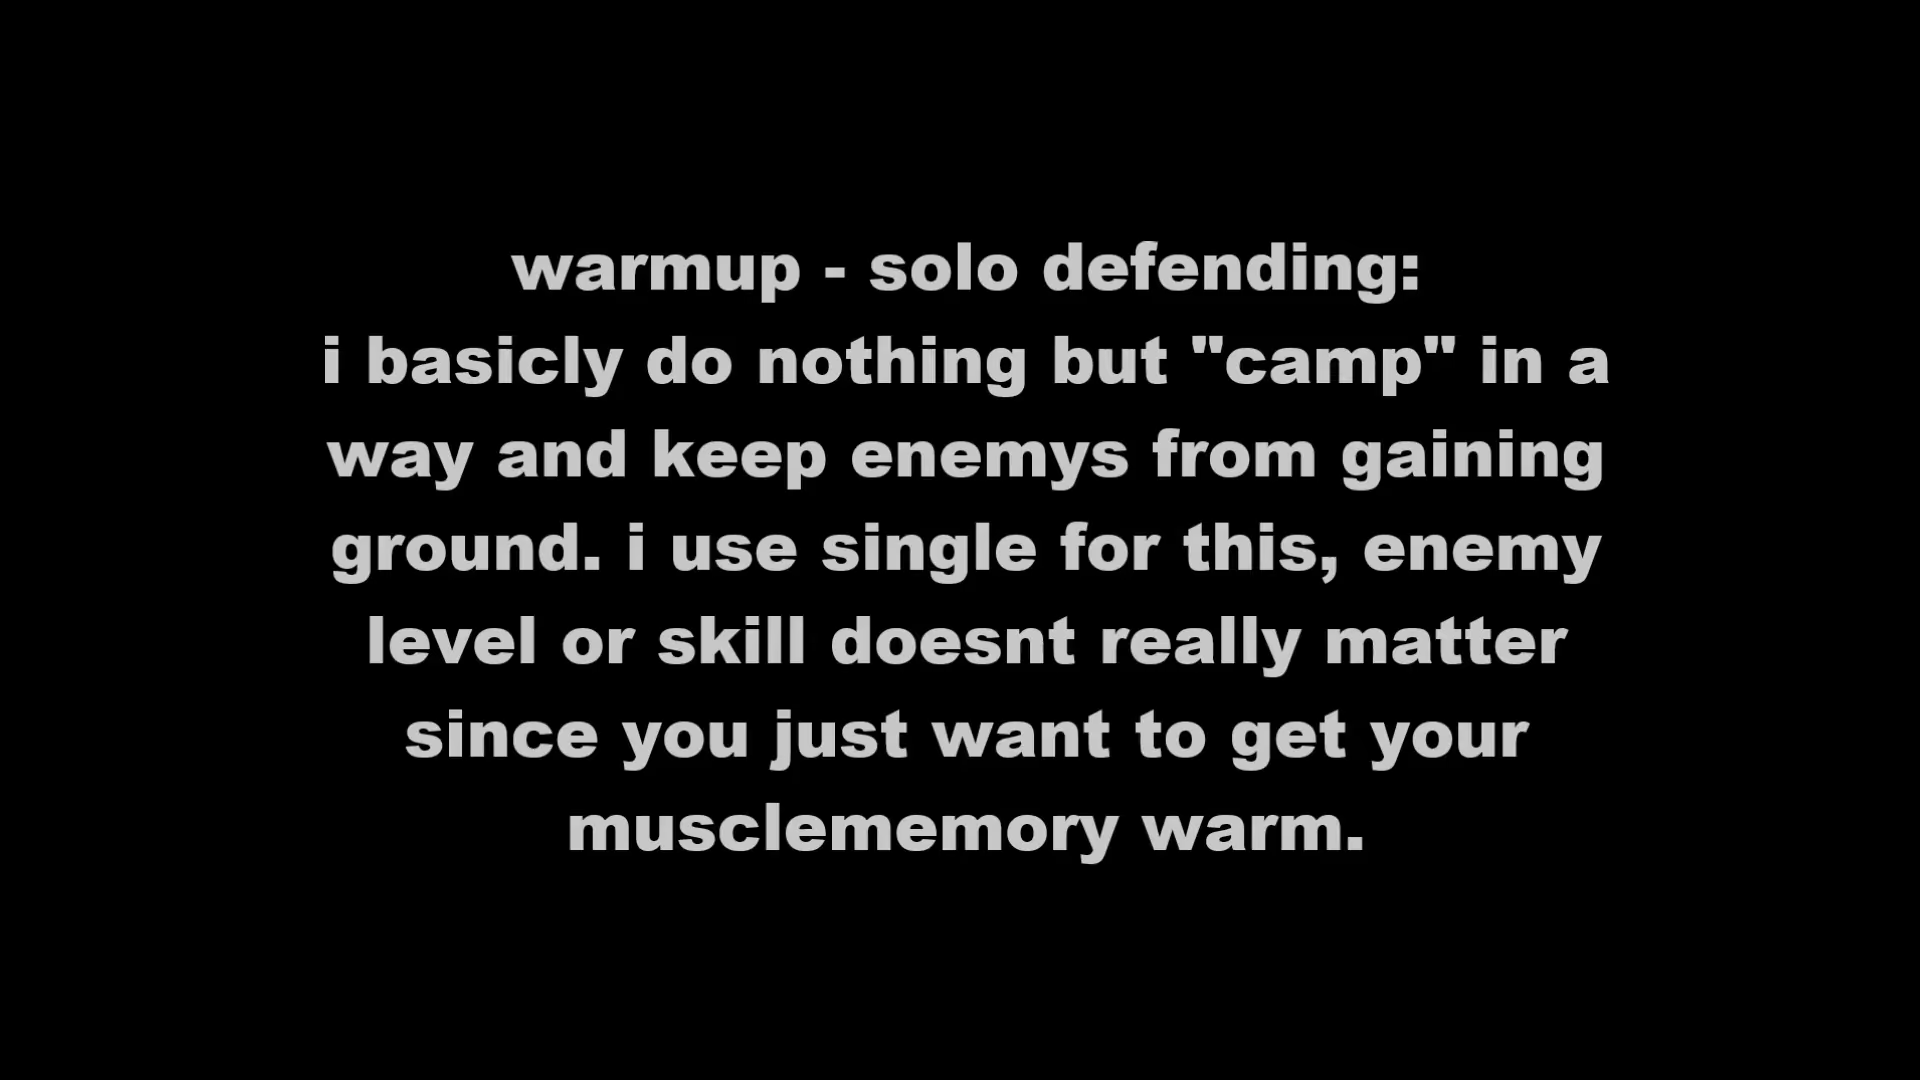 warmup - solo defending:
i basicly do nothing but "camp" in a
way and keep enemys from gaining
ground. i use single for this, enemy
level or skill doesnt really matter
since you just want to get your
musclememory warm.